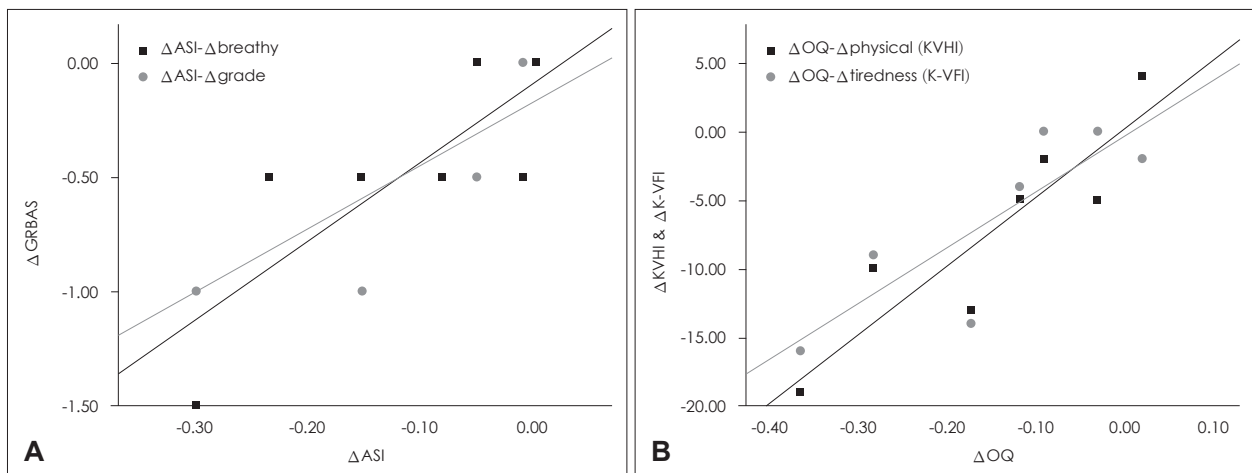 ΔASI-Δbreathy
ΔASI-Δgrade
0.00
-0.50
-1.00
-1.50
ΔGRBAS
-0.30
-0.20
-0.10
0.00
ΔASI
A
ΔOQ-Δphysical (KVHI)
ΔOQ-Δtiredness (K-VFI)
5.00
0.00
-5.00
-10.00
-15.00
-20.00
ΔKVHI & ΔK-VFI
-0.40
-0.30
-0.20
-0.10
0.00
0.10
ΔOQ
B